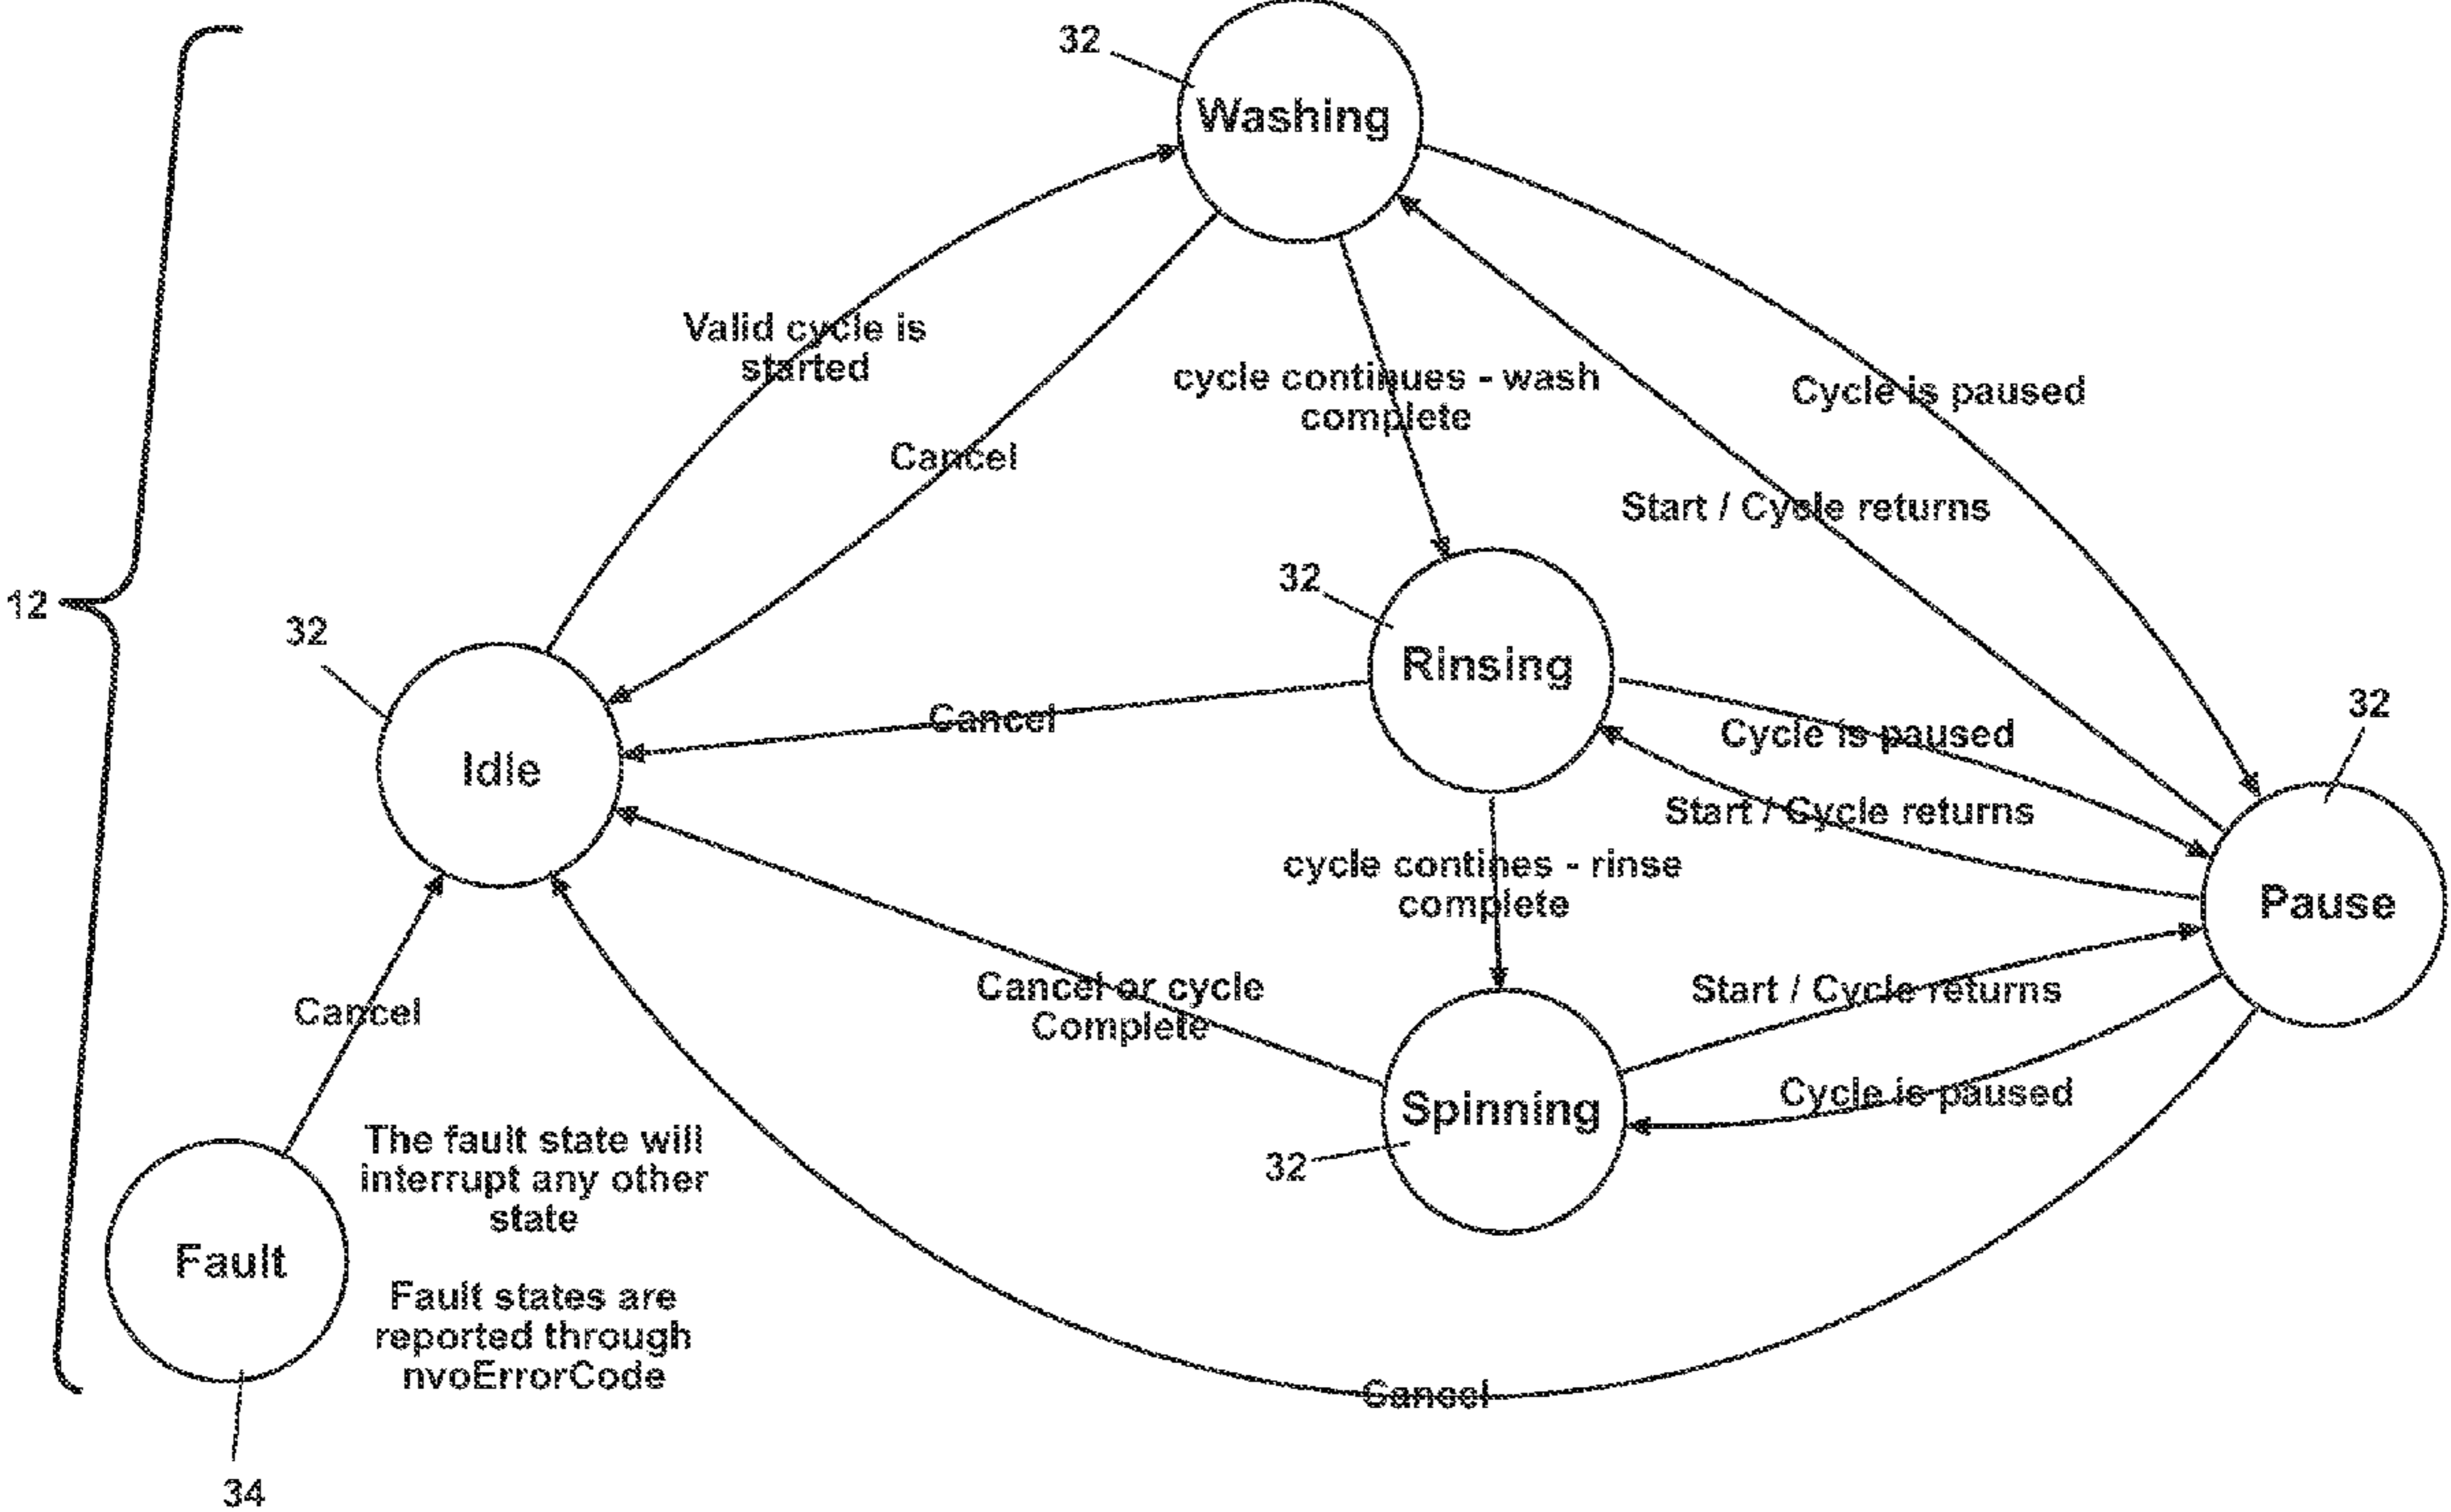 32
Washing
Valid cycle is
started
cycle continues - wash
complete
Cycle is paused
Cancel
Start / Cycle returns
32
12
32
Rinsing
32
Cancel
Cycle is paused
Idle
Start / Cycle returns
cycle contines - rinse
complete
Pause
Cancel or cycle
Complete
Start / Cycle returns
Cancel
Cycle is paused
Spinning
32
The fault state will
interrupt any other
state
Fault
Fault states are
reported through
nvoErrorCode
Cancel
34